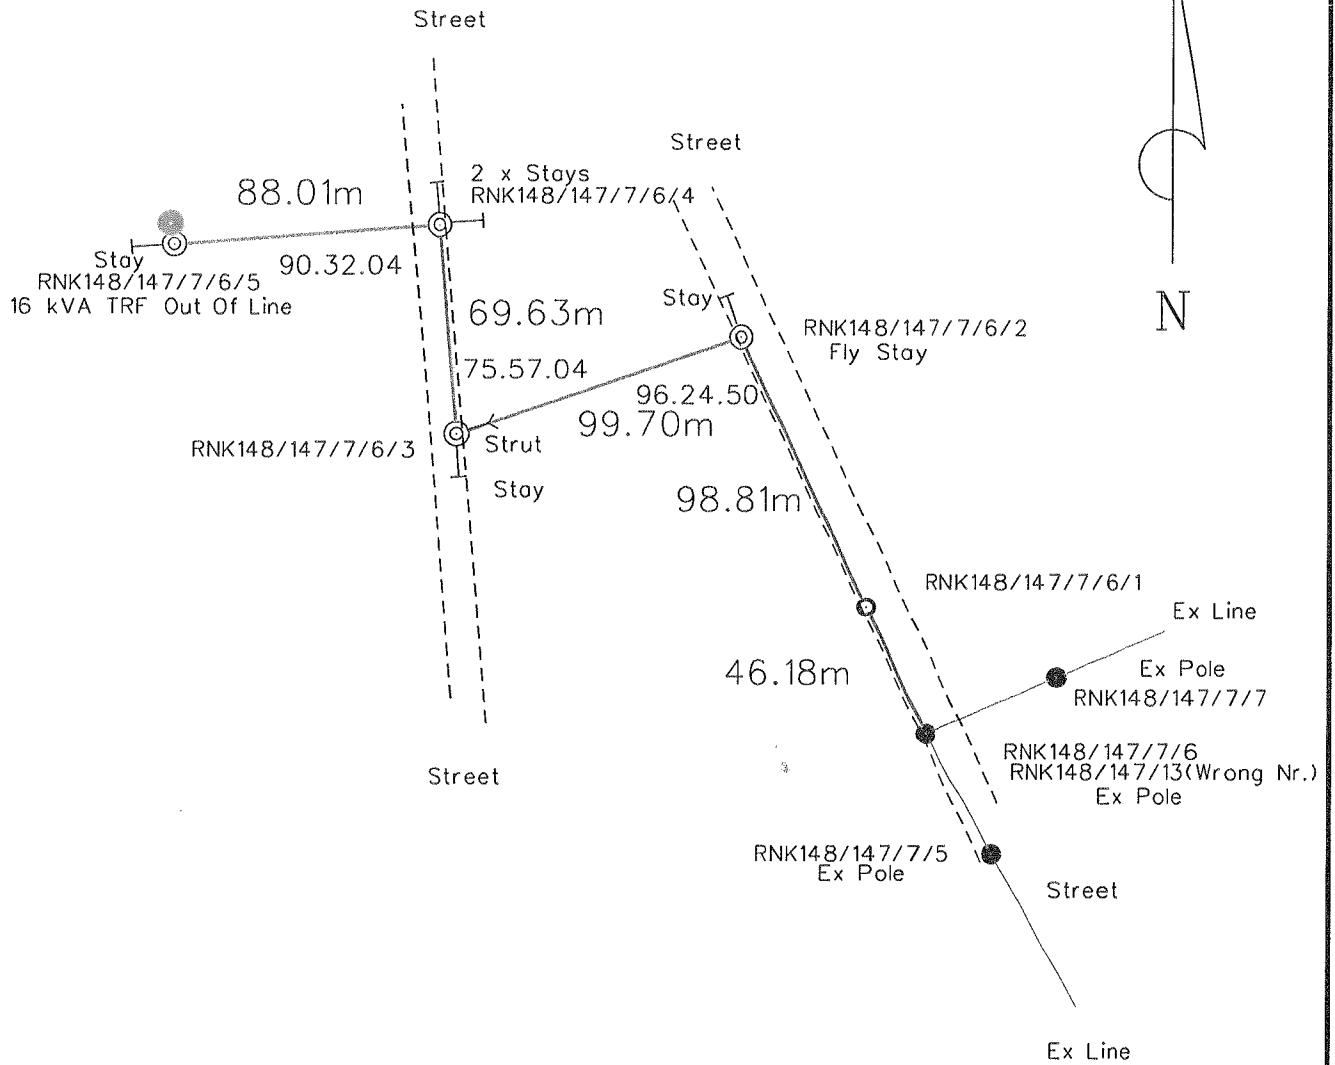 Street
Street
2 x Stays
RNK148/147/7/6/4
88.01m
Stay
90.32.04
RNK148/147/7/6/5
16 kVA TRF Out Of Line
Stay
69.63m
RNK148/147/7/6/2
Fly Stay
N
75.57.04
96.24.50
99.70m
RNK148/147/7/6/3
Strut
Stay
98.81m
RNK148/147/7/6/1
Ex Line
46.18m
Ex Pole
RNK148/147/7/7
RNK148/147/7/6
RNK148/147/13(Wrong Nr.)
Ex Pole
Street
RNK148/147/7/5
Ex Pole
Street
Ex Line